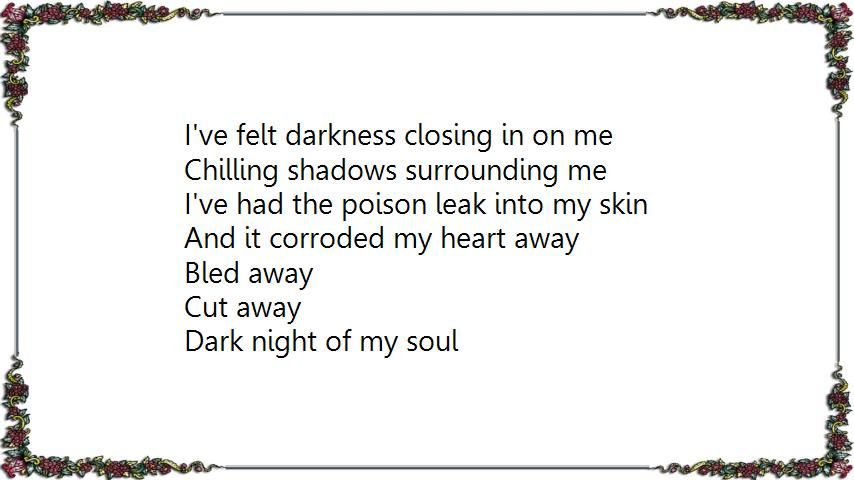 I've felt darkness closing in on me
Chilling shadows surrounding me
I've had the poison leak into my skin
And it corroded my heart away
Bled away
Cut away
Dark night of my soul